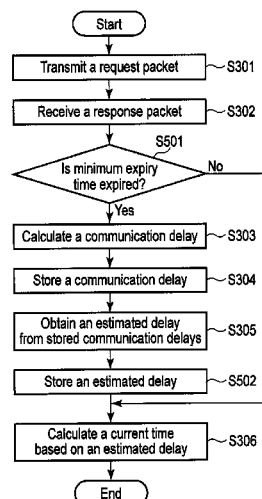 Start
Transmit a request packet
S301
Receive a response packet
S302
S501
Is minimum expiry
time expired?
No
Yes
Calculate a communication delay
S303
Store a communication delay
S304
Obtain an estimated delay
from stored communication delays
S305
Store an estimated delay
S502
Calculate a current time
based on an estimated delay
S306
End